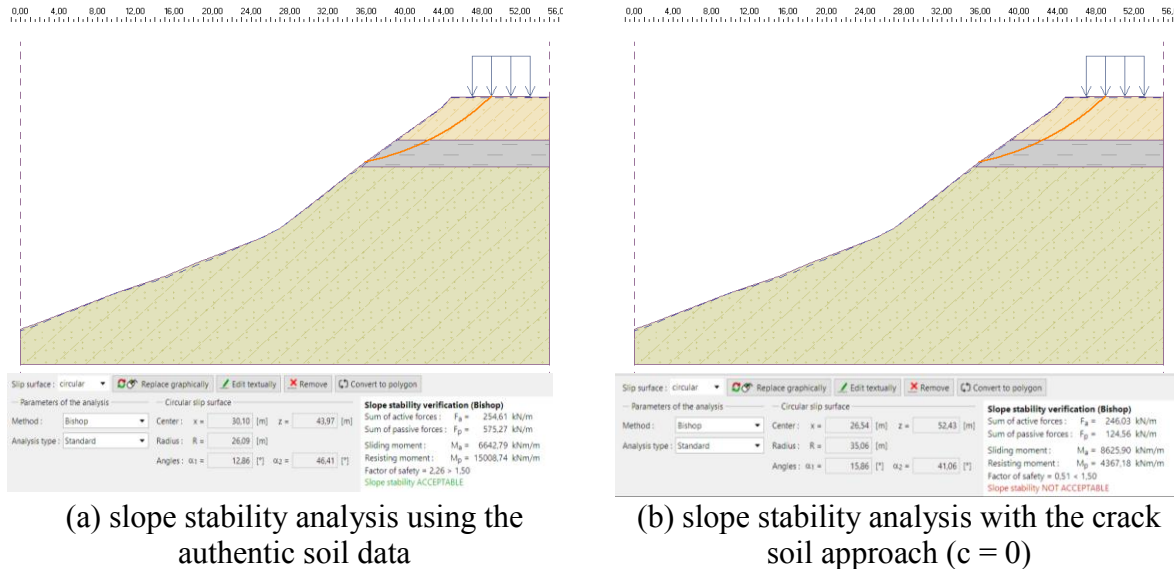 0,00 4,00 8,00 12,00 16,00 20,00 24,00 28,00 32,00 36,00 40,00 44,00 48,00 52,00 56,0
Slip surface : circular Replace graphically Edit textually Remove Convert to polygon
Parameters of the analysis
Method : Bishop
Analysis type : Standard
Circular slip surface
Center : x = 30,10 [m] z = 43,97 [m]
Radius : R = 26,09 [m]
Angles : α1 = 12,86 [°] α2 = 46,41 [°]
Slope stability verification (Bishop)
Sum of active forces : Fa = 254,61 kN/m
Sum of passive forces : Fp = 575,27 kN/m
Sliding moment : Ma = 6642,79 kNm/m
Resisting moment : Mp = 15008,74 kNm/m
Factor of safety = 2,26 > 1,50
Slope stability ACCEPTABLE
(a) slope stability analysis using the
authentic soil data
0,00 4,00 8,00 12,00 16,00 20,00 24,00 28,00 32,00 36,00 40,00 44,00 48,00 52,00 56,0
Slip surface : circular Replace graphically Edit textually Remove Convert to polygon
Parameters of the analysis
Method : Bishop
Analysis type : Standard
Circular slip surface
Center : x = 26,54 [m] z = 52,43 [m]
Radius : R = 35,06 [m]
Angles : α1 = 15,86 [°] α2 = 41,06 [°]
Slope stability verification (Bishop)
Sum of active forces : Fa = 246,03 kN/m
Sum of passive forces : Fp = 124,56 kN/m
Sliding moment : Ma = 8625,90 kNm/m
Resisting moment : Mp = 4367,18 kNm/m
Factor of safety = 0,51 < 1,50
Slope stability NOT ACCEPTABLE
(b) slope stability analysis with the crack
soil approach (c = 0)